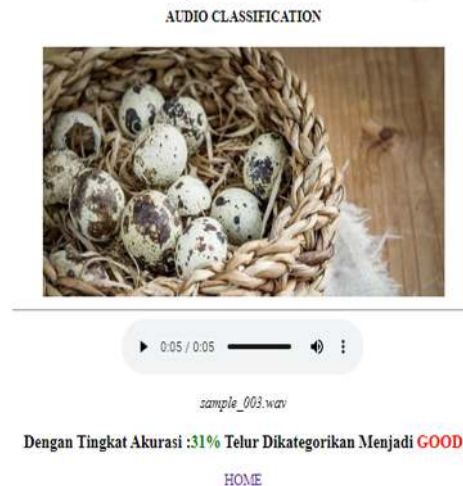 AUDIO CLASSIFICATION
0:05 / 0:05
sample_003.wav
Dengan Tingkat Akurasi :31% Telur Dikategorikan Menjadi GOOD
HOME